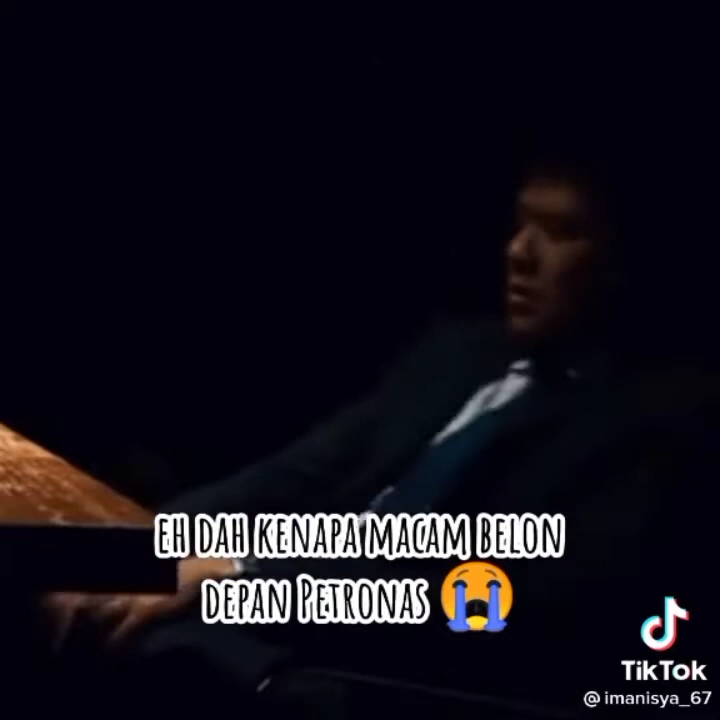 EH DAH KENAPA MACAM BELON
DEPAN PETRONAS 😭
TikTok
@imanisya_67